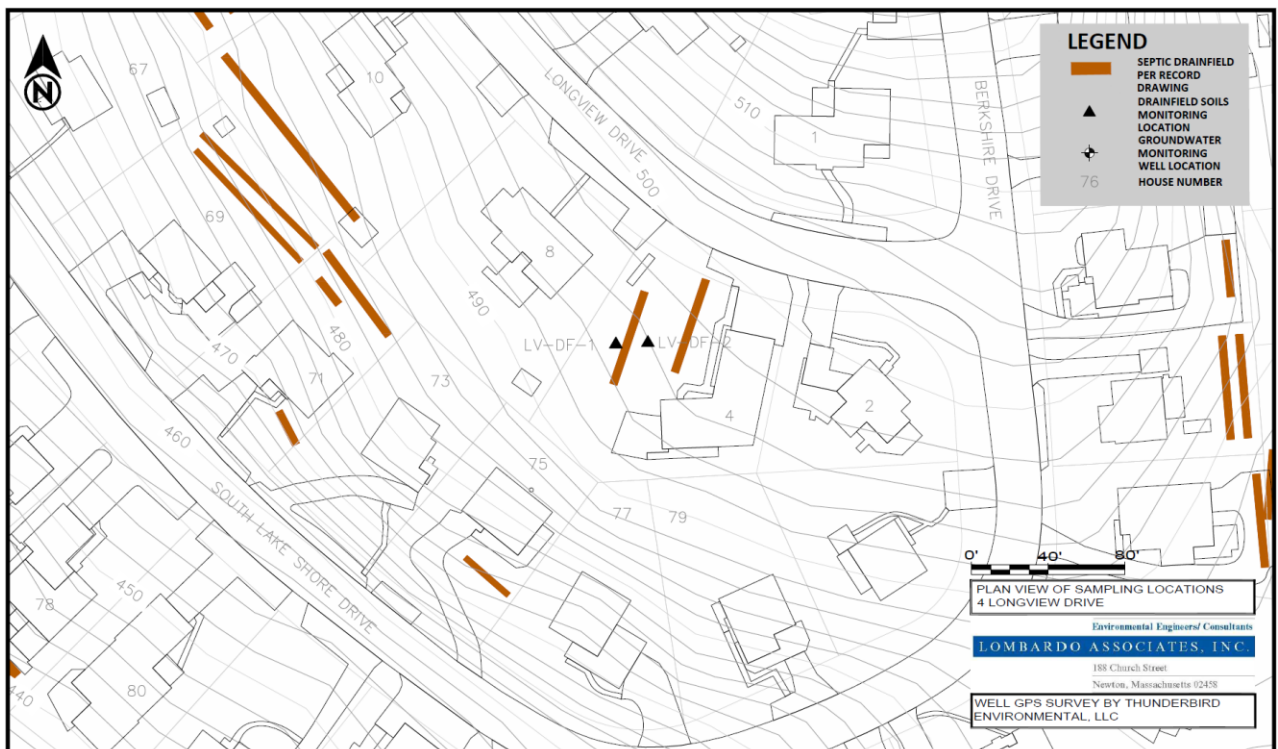 LEGEND
SEPTIC DRAINFIELD
PER RECORD
DRAWING
DRAINFIELD SOILS
MONITORING
LOCATION
GROUNDWATER
MONITORING
WELL LOCATION
76
HOUSE NUMBER
N
67
10
LONGVIEW DRIVE
500
510
1
BERKSHIRE DRIVE
69
8
490
480
470
LV-DF-1
LV-DF-2
71
73
4
2
460
75
77
79
SOUTH LAKE SHORE DRIVE
450
78
80
440
0'
40'
80'
PLAN VIEW OF SAMPLING LOCATIONS
4 LONGVIEW DRIVE
Environmental Engineers/ Consultants
LOMBARDO ASSOCIATES, INC.
188 Church Street
Newton, Massachusetts 02458
WELL GPS SURVEY BY THUNDERBIRD
ENVIRONMENTAL, LLC